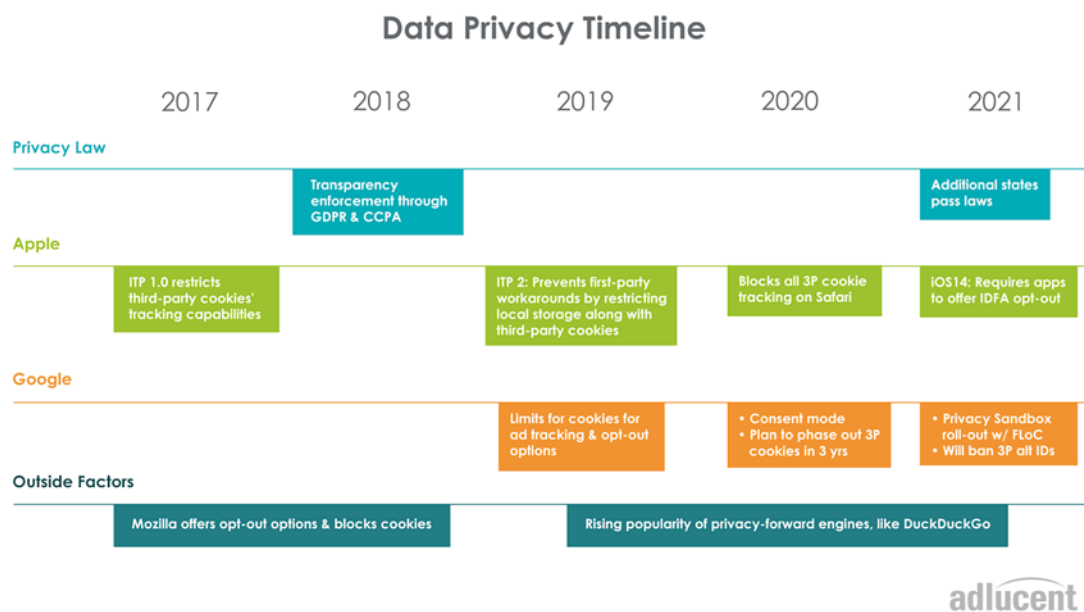 Data Privacy Timeline
2017 2018 2019 2020 2021
Privacy Law
Transparency
enforcement through
GDPR & CCPA
Additional states
pass laws
Apple
ITP 1.0 restricts
third-party cookies'
tracking capabilities
ITP 2: Prevents first-party
workarounds by restricting
local storage along with
third-party cookies
Blocks all 3P cookie
tracking on Safari
iOS14: Requires apps
to offer IDFA opt-out
Google
Limits for cookies for
ad tracking & opt-out
options
• Consent mode
• Plan to phase out 3P
cookies in 3 yrs
• Privacy Sandbox
roll-out w/ FLoC
• Will ban 3P alt IDs
Outside Factors
Mozilla offers opt-out options & blocks cookies
Rising popularity of privacy-forward engines, like DuckDuckGo
adlucent